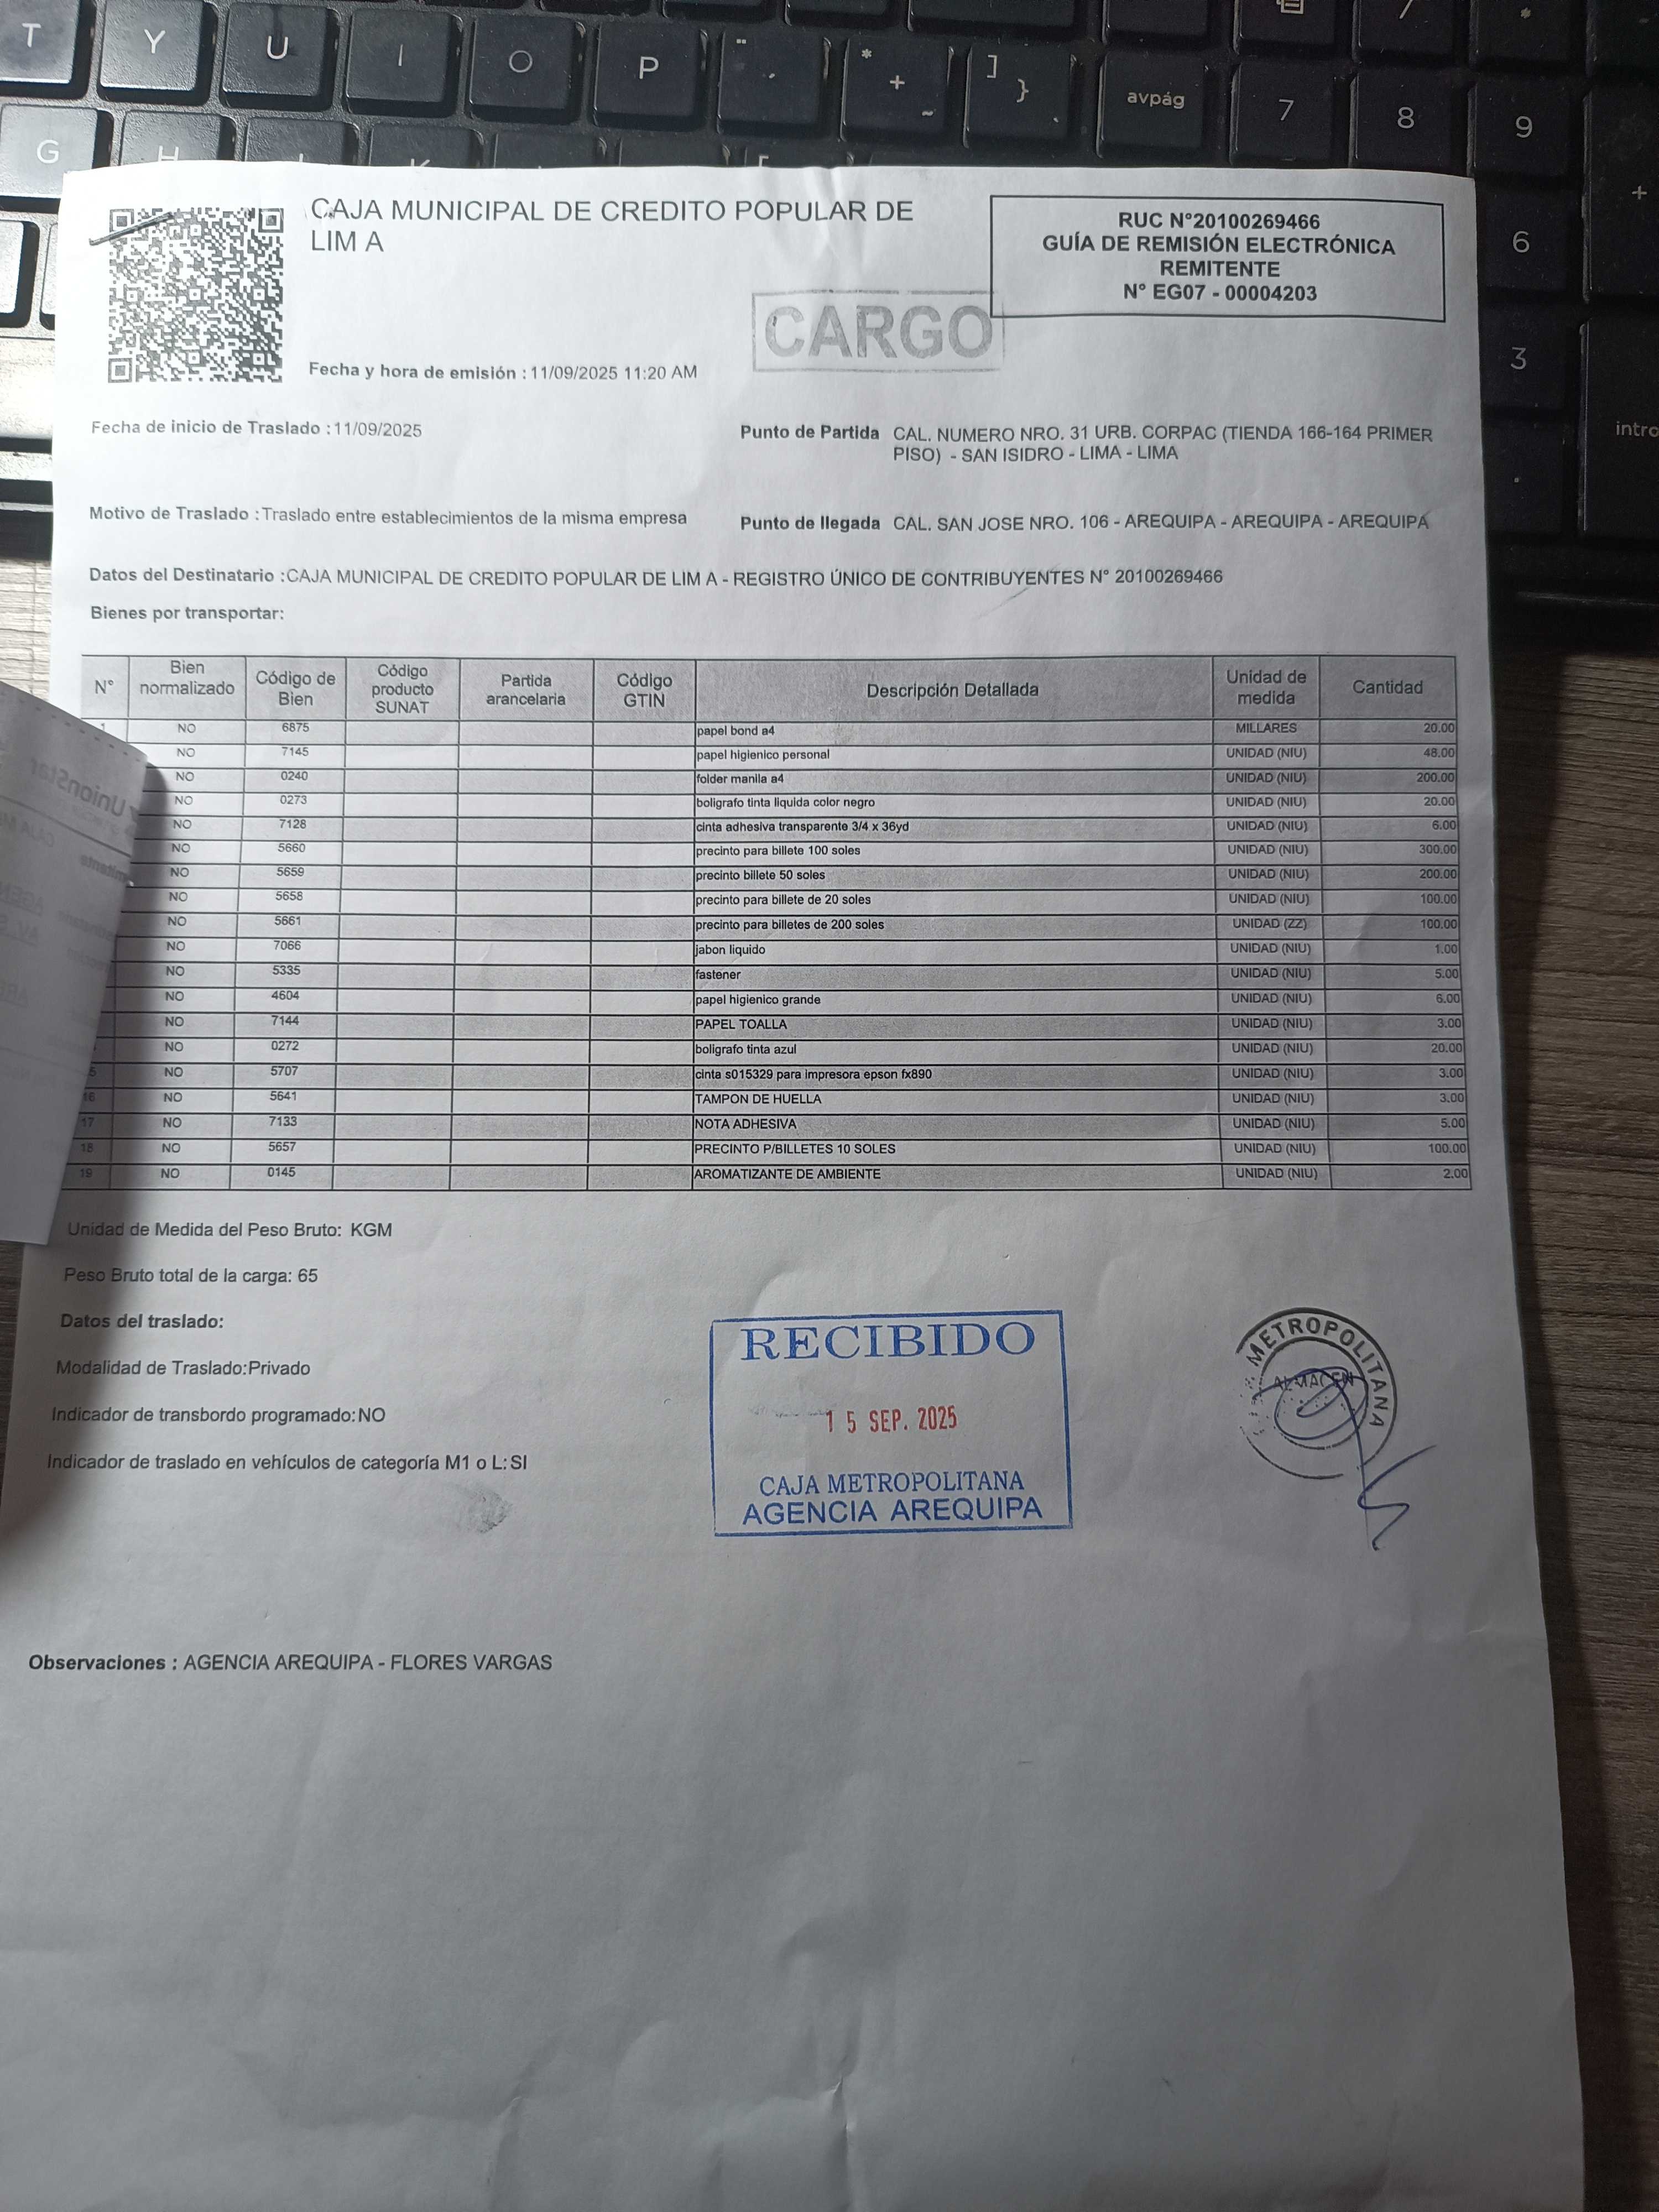 T Y U I O P ¨ * + ~ ] } avpág 7 8 9
G H 6 +
3 intro
CAJA MUNICIPAL DE CREDITO POPULAR DE
LIM A
RUC N°20100269466
GUÍA DE REMISIÓN ELECTRÓNICA
REMITENTE
N° EG07 - 00004203
CARGO
Fecha y hora de emisión : 11/09/2025 11:20 AM
Fecha de inicio de Traslado : 11/09/2025
Punto de Partida CAL. NUMERO NRO. 31 URB. CORPAC (TIENDA 166-164 PRIMER
PISO) - SAN ISIDRO - LIMA - LIMA
Motivo de Traslado : Traslado entre establecimientos de la misma empresa
Punto de llegada CAL. SAN JOSE NRO. 106 - AREQUIPA - AREQUIPA - AREQUIPA
Datos del Destinatario : CAJA MUNICIPAL DE CREDITO POPULAR DE LIM A - REGISTRO ÚNICO DE CONTRIBUYENTES N° 20100269466
Bienes por transportar:
N° Bien normalizado Código de Bien Código producto SUNAT Partida arancelaria Código GTIN Descripción Detallada Unidad de medida Cantidad
1 NO 6875 papel bond a4 MILLARES 20.00
NO 7145 papel higienico personal UNIDAD (NIU) 48.00
NO 0240 folder manila a4 UNIDAD (NIU) 200.00
NO 0273 boligrafo tinta liquida color negro UNIDAD (NIU) 20.00
NO 7128 cinta adhesiva transparente 3/4 x 36yd UNIDAD (NIU) 6.00
NO 5660 precinto para billete 100 soles UNIDAD (NIU) 300.00
NO 5659 precinto billete 50 soles UNIDAD (NIU) 200.00
NO 5658 precinto para billete de 20 soles UNIDAD (NIU) 100.00
NO 5661 precinto para billetes de 200 soles UNIDAD (ZZ) 100.00
NO 7066 jabon liquido UNIDAD (NIU) 1.00
NO 5335 fastener UNIDAD (NIU) 5.00
NO 4604 papel higienico grande UNIDAD (NIU) 6.00
NO 7144 PAPEL TOALLA UNIDAD (NIU) 3.00
NO 0272 boligrafo tinta azul UNIDAD (NIU) 20.00
5 NO 5707 cinta s015329 para impresora epson fx890 UNIDAD (NIU) 3.00
16 NO 5641 TAMPON DE HUELLA UNIDAD (NIU) 3.00
17 NO 7133 NOTA ADHESIVA UNIDAD (NIU) 5.00
18 NO 5657 PRECINTO P/BILLETES 10 SOLES UNIDAD (NIU) 100.00
19 NO 0145 AROMATIZANTE DE AMBIENTE UNIDAD (NIU) 2.00
UnionStar
Unidad de Medida del Peso Bruto: KGM
Peso Bruto total de la carga: 65
Datos del traslado:
Modalidad de Traslado:Privado
Indicador de transbordo programado:NO
Indicador de traslado en vehículos de categoría M1 o L:SI
RECIBIDO
15 SEP. 2025
CAJA METROPOLITANA
AGENCIA AREQUIPA
METROPOLITANA
ALMACEN
Observaciones : AGENCIA AREQUIPA - FLORES VARGAS